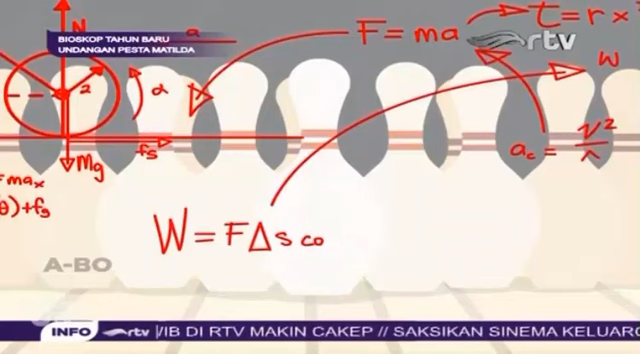 BIOSKOP TAHUN BARU
UNDANGAN PESTA MATILDA
N
a
F = ma
τ = r ×
rtv
2
α
W
fs
Mg
ac = v²/r
= max
θ) + fs
W = FΔs co
A-BO
INFO rtv /IB DI RTV MAKIN CAKEP // SAKSIKAN SINEMA KELUARG